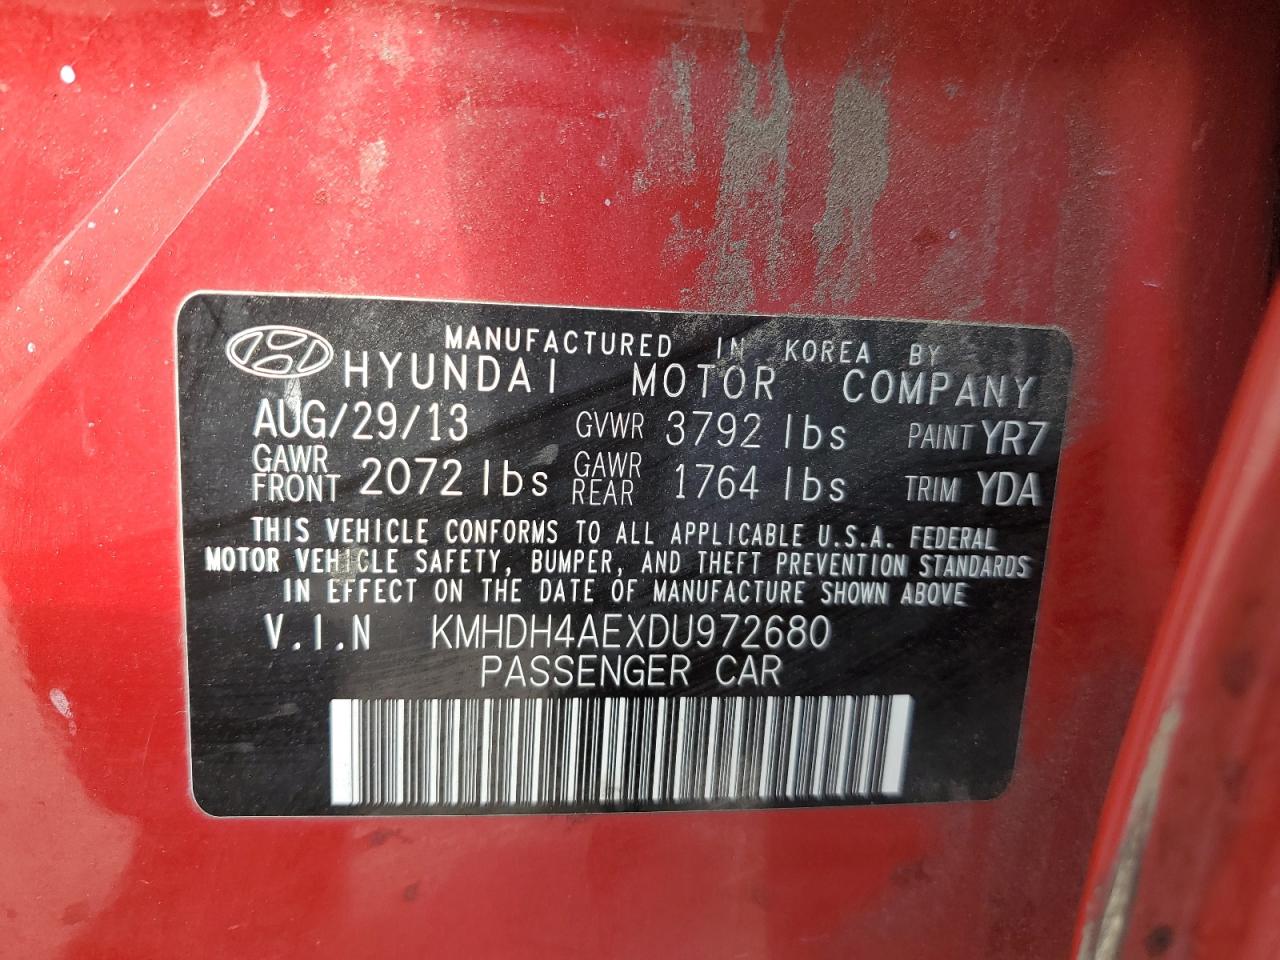 MANUFACTURED IN KOREA BY
HYUNDAI MOTOR COMPANY
AUG/29/13 GVWR 3792 lbs PAINT YR7
GAWR FRONT 2072 lbs GAWR REAR 1764 lbs TRIM YDA
THIS VEHICLE CONFORMS TO ALL APPLICABLE U.S.A. FEDERAL
MOTOR VEHICLE SAFETY, BUMPER, AND THEFT PREVENTION STANDARDS
IN EFFECT ON THE DATE OF MANUFACTURE SHOWN ABOVE
V.I.N KMHDH4AEXDU972680
PASSENGER CAR